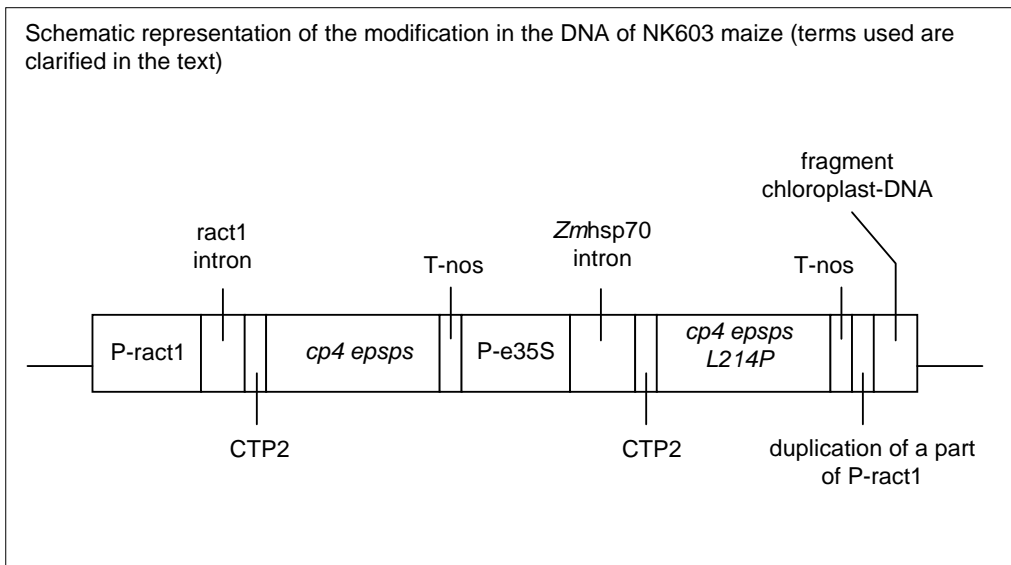 Schematic representation of the modification in the DNA of NK603 maize (terms used are
clarified in the text)
fragment
chloroplast-DNA
ract1
intron
T-nos
Zmhsp70
intron
T-nos
P-ract1
cp4 epsps
P-e35S
cp4 epsps
L214P
CTP2
CTP2
duplication of a part
of P-ract1